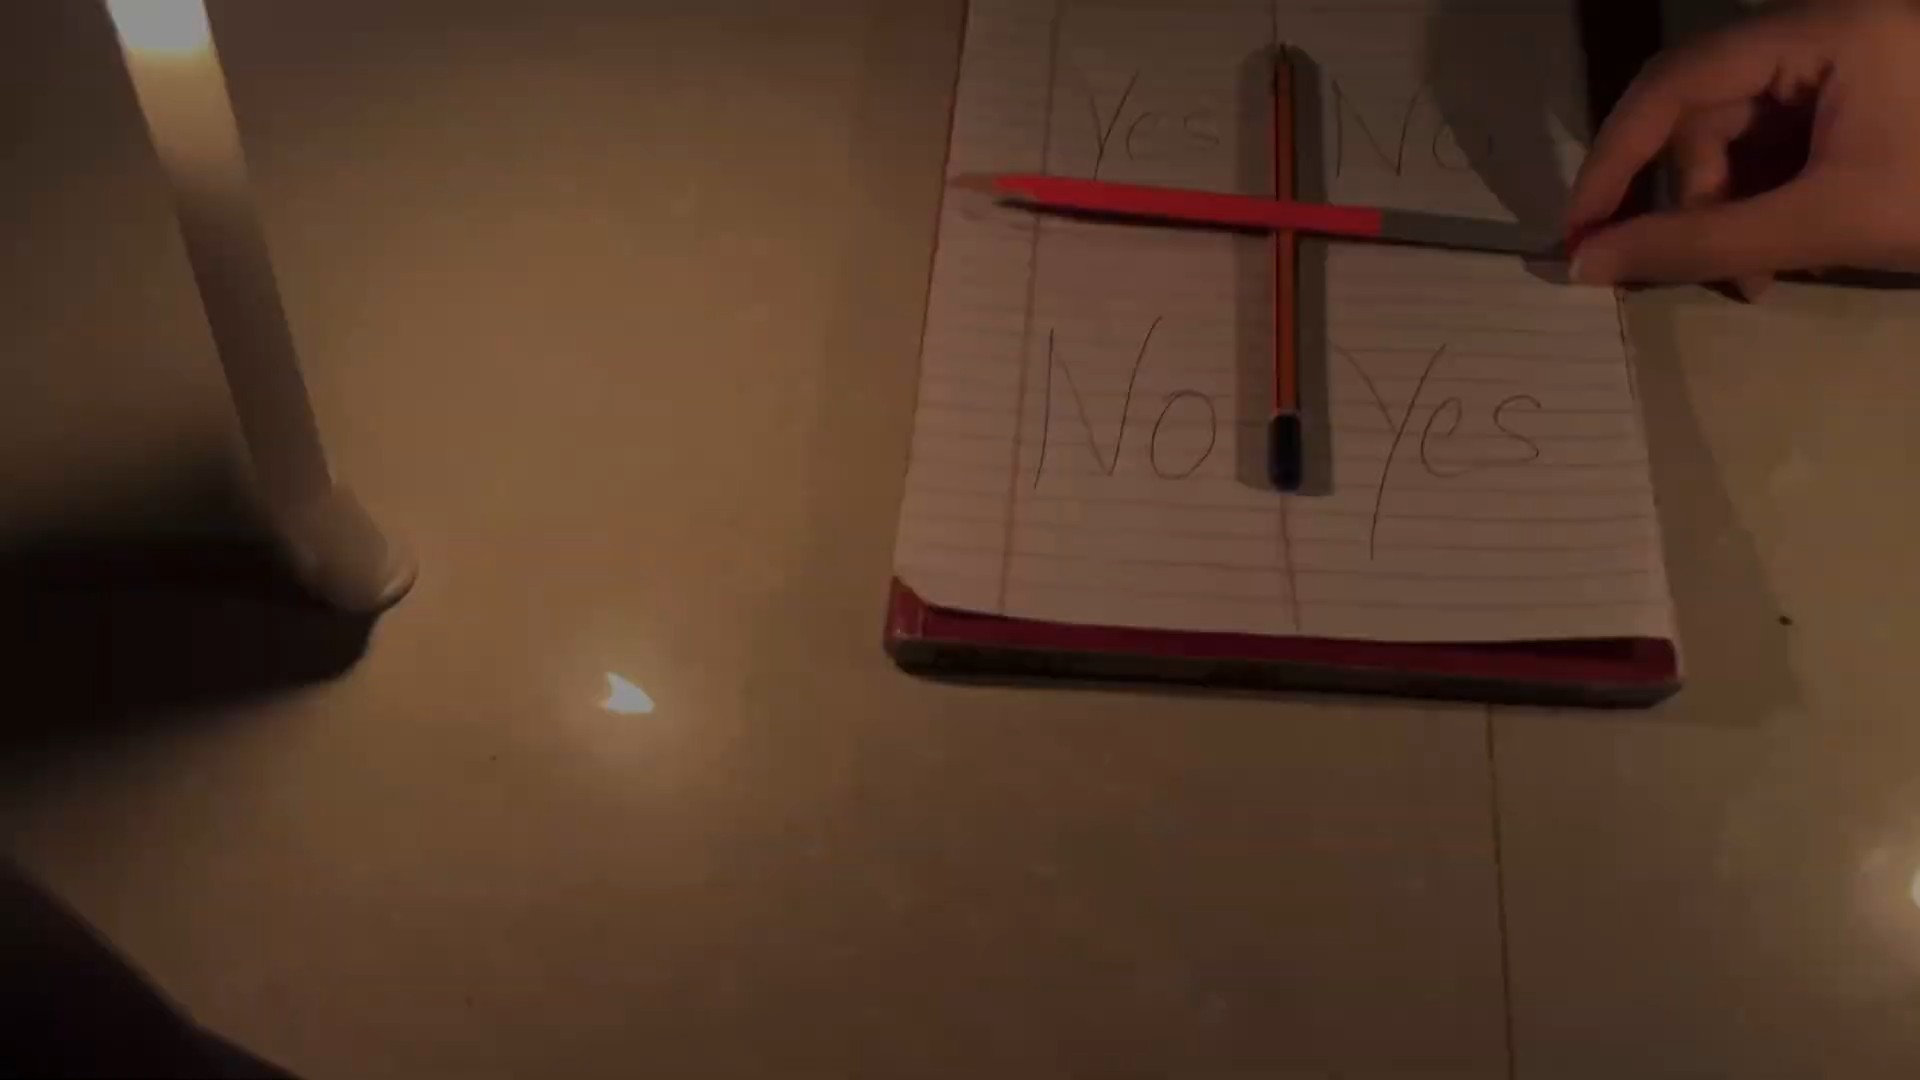 Yes No
No Yes